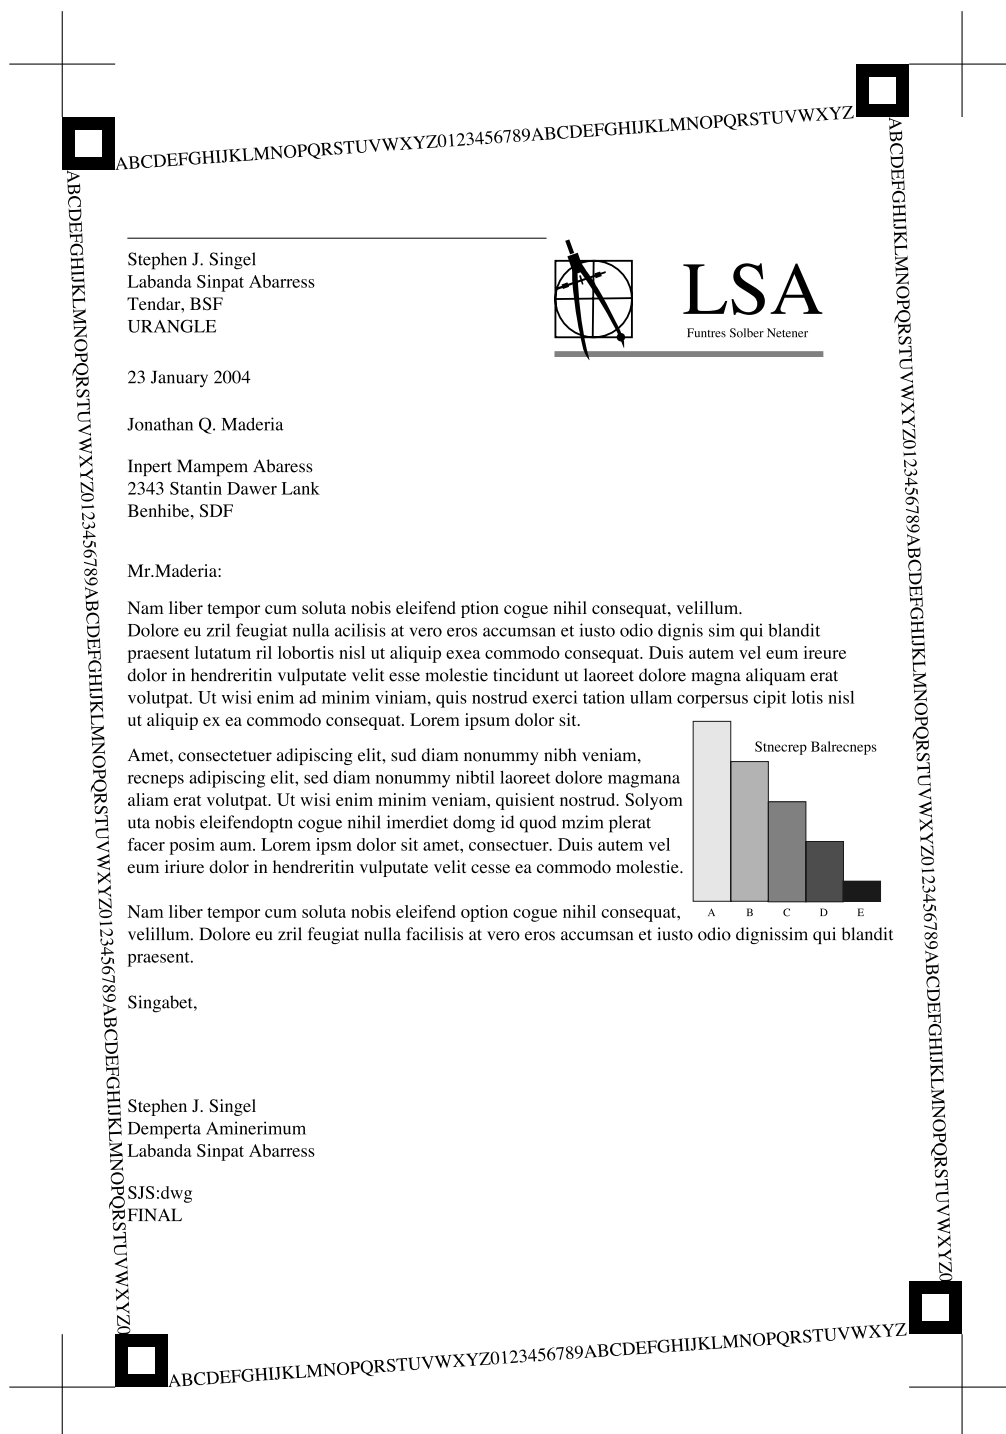 ABCDEFGHIJKLMNOPQRSTUVWXYZ0123456789ABCDEFGHIJKLMNOPQRSTUVWXYZ
ABCDEFGHIJKLMNOPQRSTUVWXYZ0123456789ABCDEFGHIJKLMNOPQRSTUVWXYZ0123456789ABCDEFGHIJKLMNOPQRSTUVWXYZ0
ABCDEFGHIJKLMNOPQRSTUVWXYZ0123456789ABCDEFGHIJKLMNOPQRSTUVWXYZ0123456789ABCDEFGHIJKLMNOPQRSTUVWXYZ0
Stephen J. Singel
Labanda Sinpat Abarress
Tendar, BSF
URANGLE
LSA
Funtres Solber Netener
23 January 2004
Jonathan Q. Maderia
Inpert Mampem Abaress
2343 Stantin Dawer Lank
Benhibe, SDF
Mr.Maderia:
Nam liber tempor cum soluta nobis eleifend ption cogue nihil consequat, velillum.
Dolore eu zril feugiat nulla acilisis at vero eros accumsan et iusto odio dignis sim qui blandit
praesent lutatum ril lobortis nisl ut aliquip exea commodo consequat. Duis autem vel eum ireure
dolor in hendreritin vulputate velit esse molestie tincidunt ut laoreet dolore magna aliquam erat
volutpat. Ut wisi enim ad minim viniam, quis nostrud exerci tation ullam corpersus cipit lotis nisl
ut aliquip ex ea commodo consequat. Lorem ipsum dolor sit.
Amet, consectetuer adipiscing elit, sud diam nonummy nibh veniam,
recneps adipiscing elit, sed diam nonummy nibtil laoreet dolore magmana
aliam erat volutpat. Ut wisi enim minim veniam, quisient nostrud. Solyom
uta nobis eleifendoptn cogue nihil imerdiet domg id quod mzim plerat
facer posim aum. Lorem ipsm dolor sit amet, consectuer. Duis autem vel
eum iriure dolor in hendreritin vulputate velit cesse ea commodo molestie.
Stnecrep Balrecneps
A B C D E
Nam liber tempor cum soluta nobis eleifend option cogue nihil consequat,
velillum. Dolore eu zril feugiat nulla facilisis at vero eros accumsan et iusto odio dignissim qui blandit
praesent.
Singabet,
Stephen J. Singel
Demperta Aminerimum
Labanda Sinpat Abarress
SJS:dwg
FINAL
ABCDEFGHIJKLMNOPQRSTUVWXYZ0123456789ABCDEFGHIJKLMNOPQRSTUVWXYZ